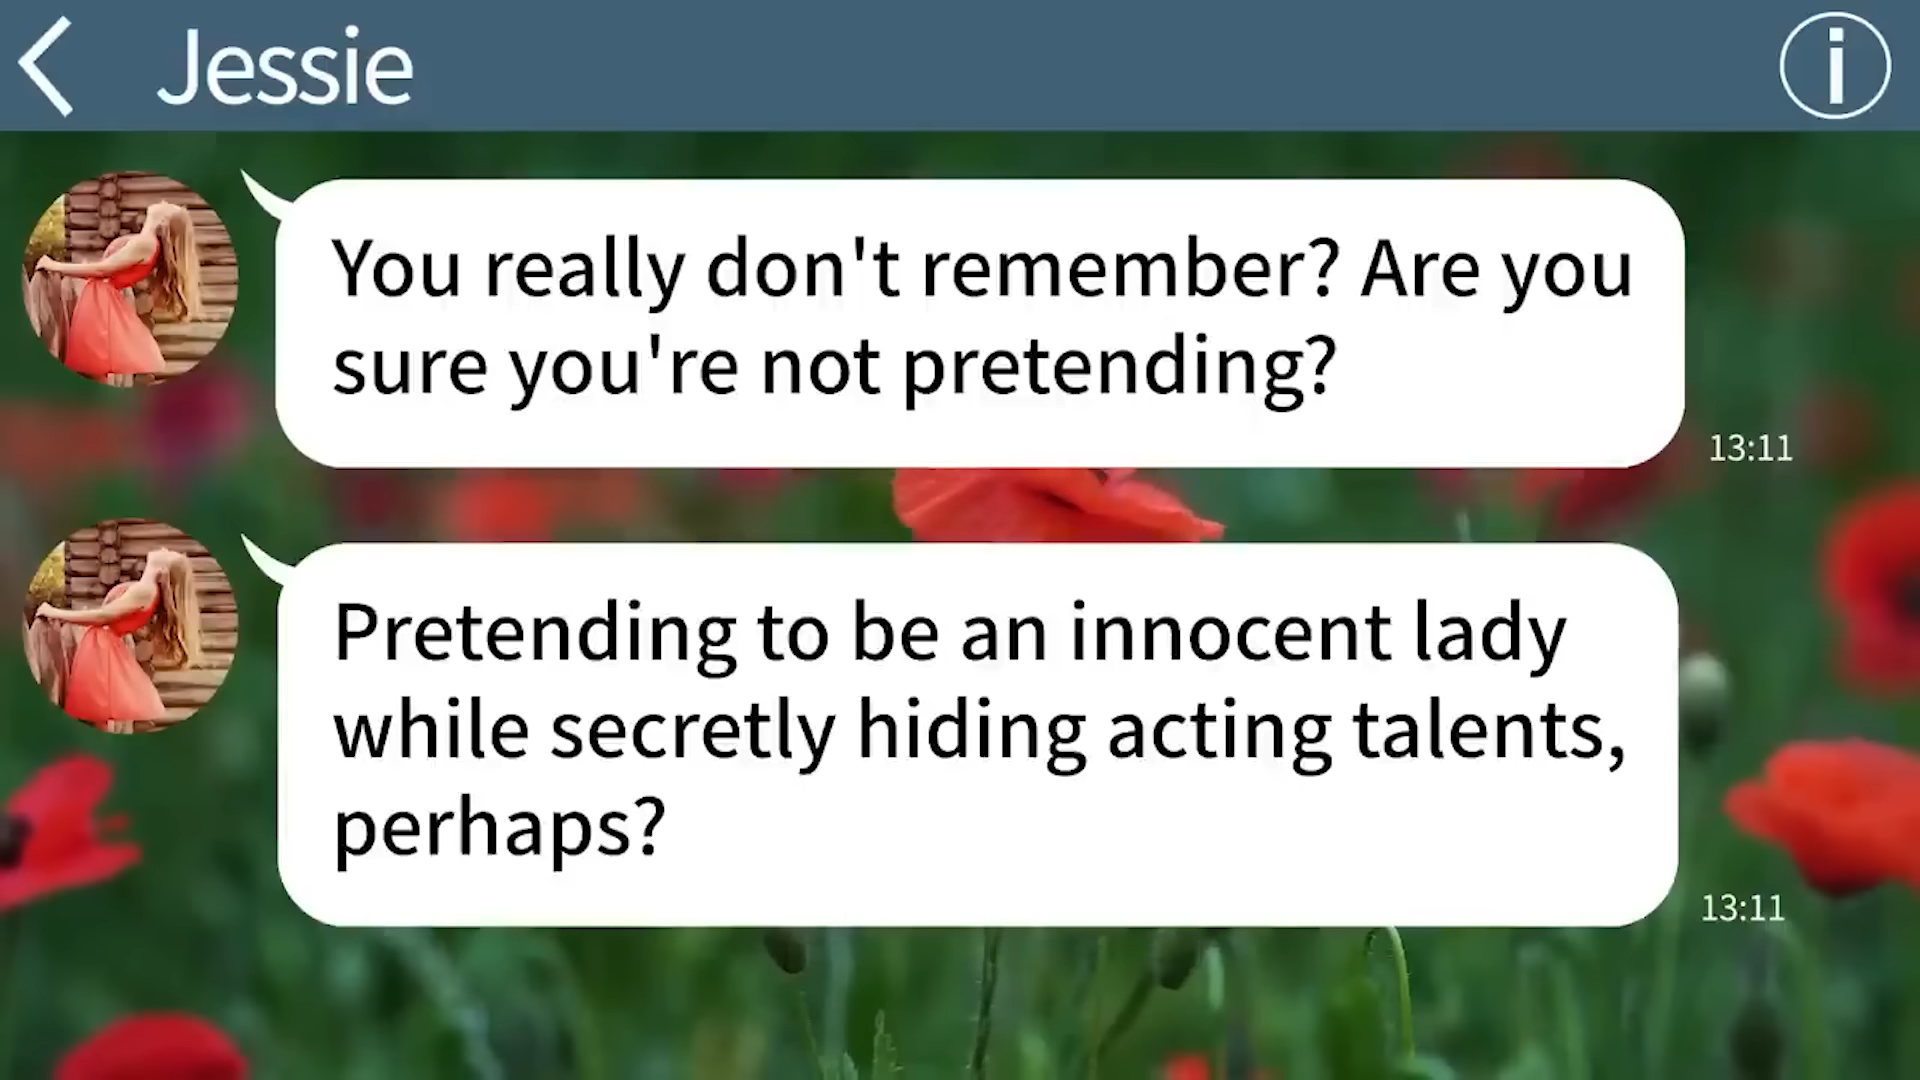 Jessie
You really don't remember? Are you
sure you're not pretending?
13:11
Pretending to be an innocent lady
while secretly hiding acting talents,
perhaps?
13:11